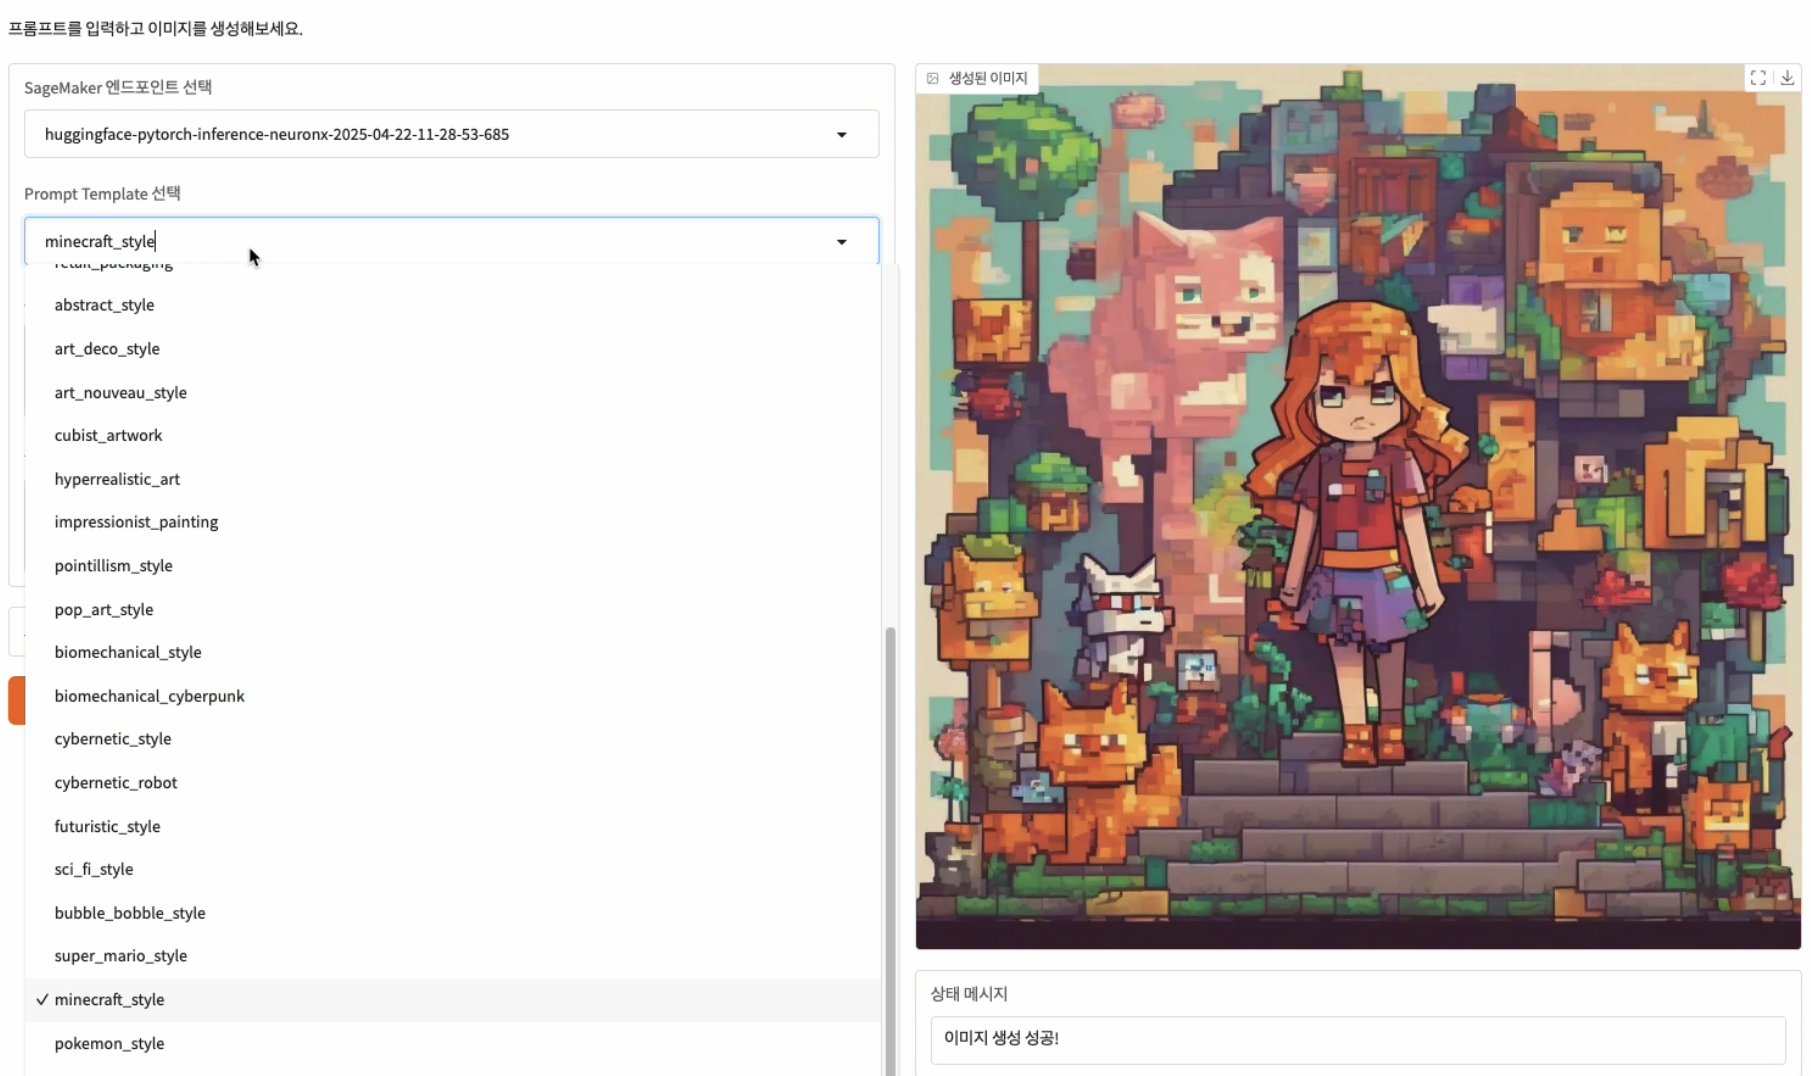 프롬프트를 입력하고 이미지를 생성해보세요.
SageMaker 엔드포인트 선택
huggingface-pytorch-inference-neuronx-2025-04-22-11-28-53-685
Prompt Template 선택
minecraft_style
retail_packaging
abstract_style
art_deco_style
art_nouveau_style
cubist_artwork
hyperrealistic_art
impressionist_painting
pointillism_style
pop_art_style
biomechanical_style
biomechanical_cyberpunk
cybernetic_style
cybernetic_robot
futuristic_style
sci_fi_style
bubble_bobble_style
super_mario_style
minecraft_style
pokemon_style
생성된 이미지
상태 메시지
이미지 생성 성공!